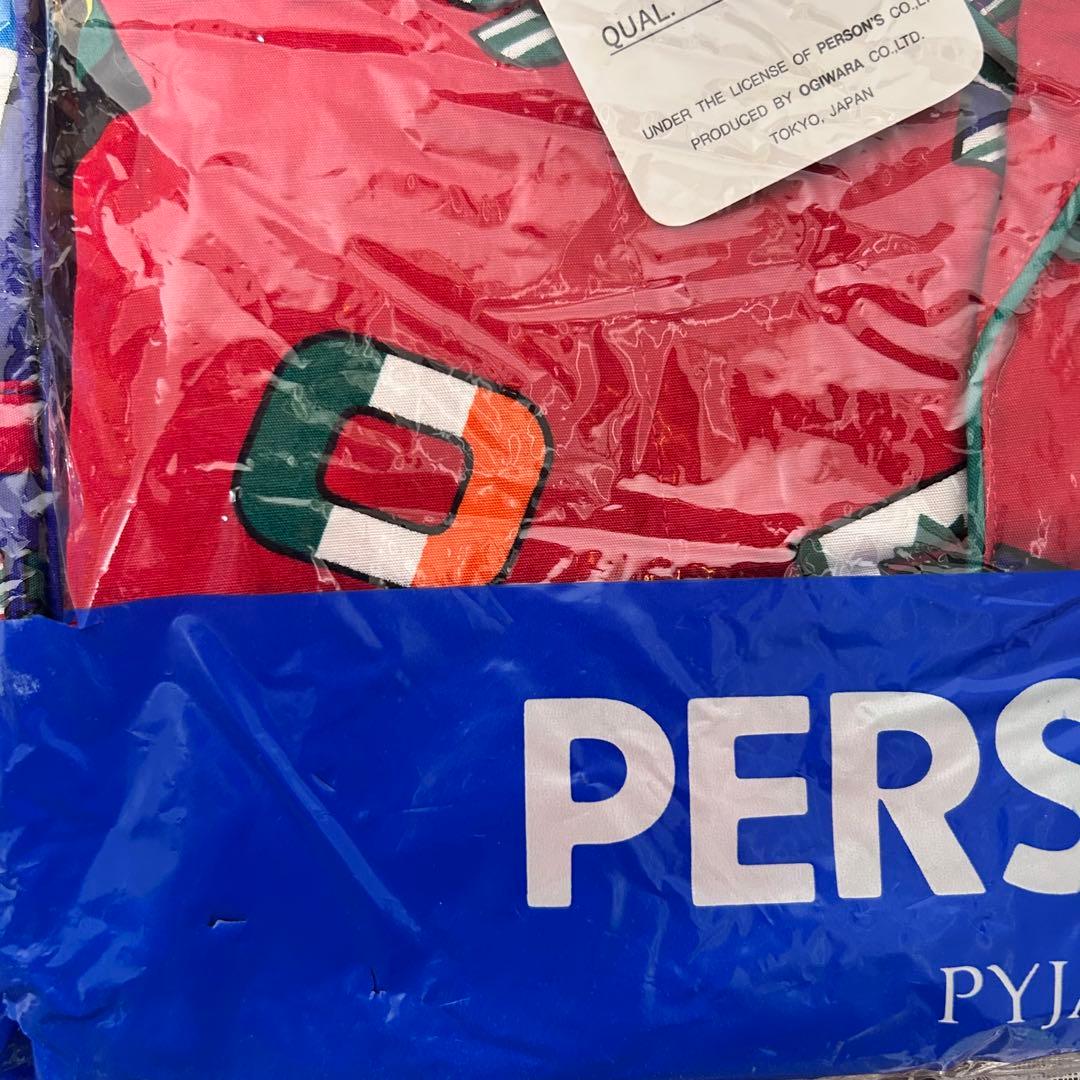 QUAL.
UNDER THE LICENSE OF PERSON'S CO.,L
PRODUCED BY OGIWARA CO.,LTD.
TOKYO, JAPAN
O
PERS
PYJA